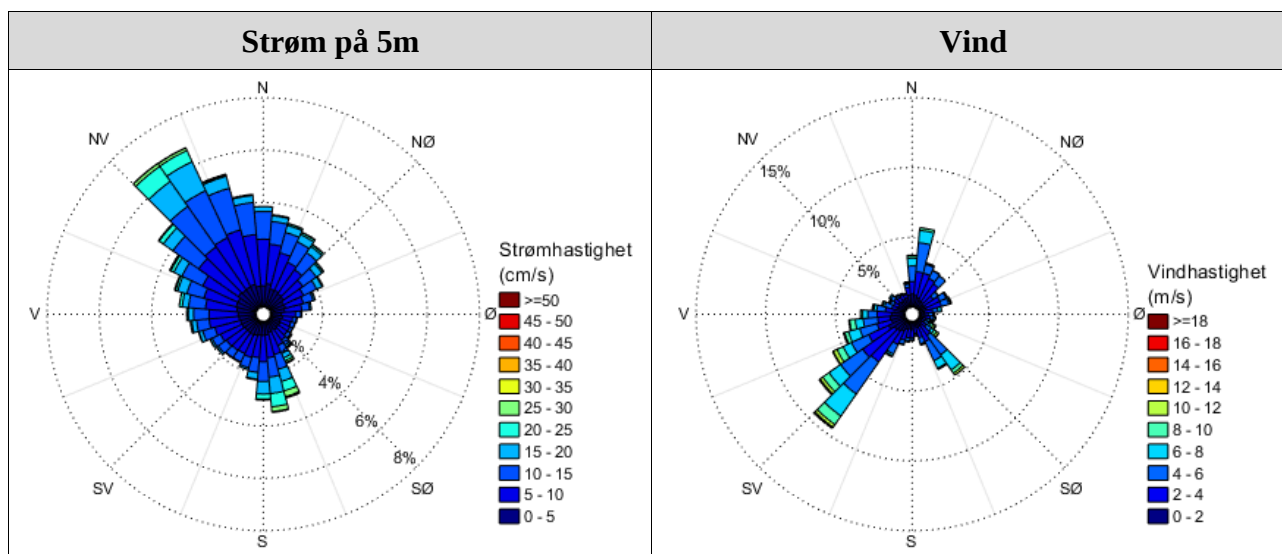 Strøm på 5m
Vind
N
NV
NØ
V
SV
SØ
S
4%
6%
8%
Strømhastighet
(cm/s)
>=50
45 - 50
40 - 45
35 - 40
30 - 35
25 - 30
20 - 25
15 - 20
10 - 15
5 - 10
0 - 5
N
NV
NØ
V
Ø
SV
SØ
S
15%
10%
5%
Vindhastighet
(m/s)
>=18
16 - 18
14 - 16
12 - 14
10 - 12
8 - 10
6 - 8
4 - 6
2 - 4
0 - 2
Ø